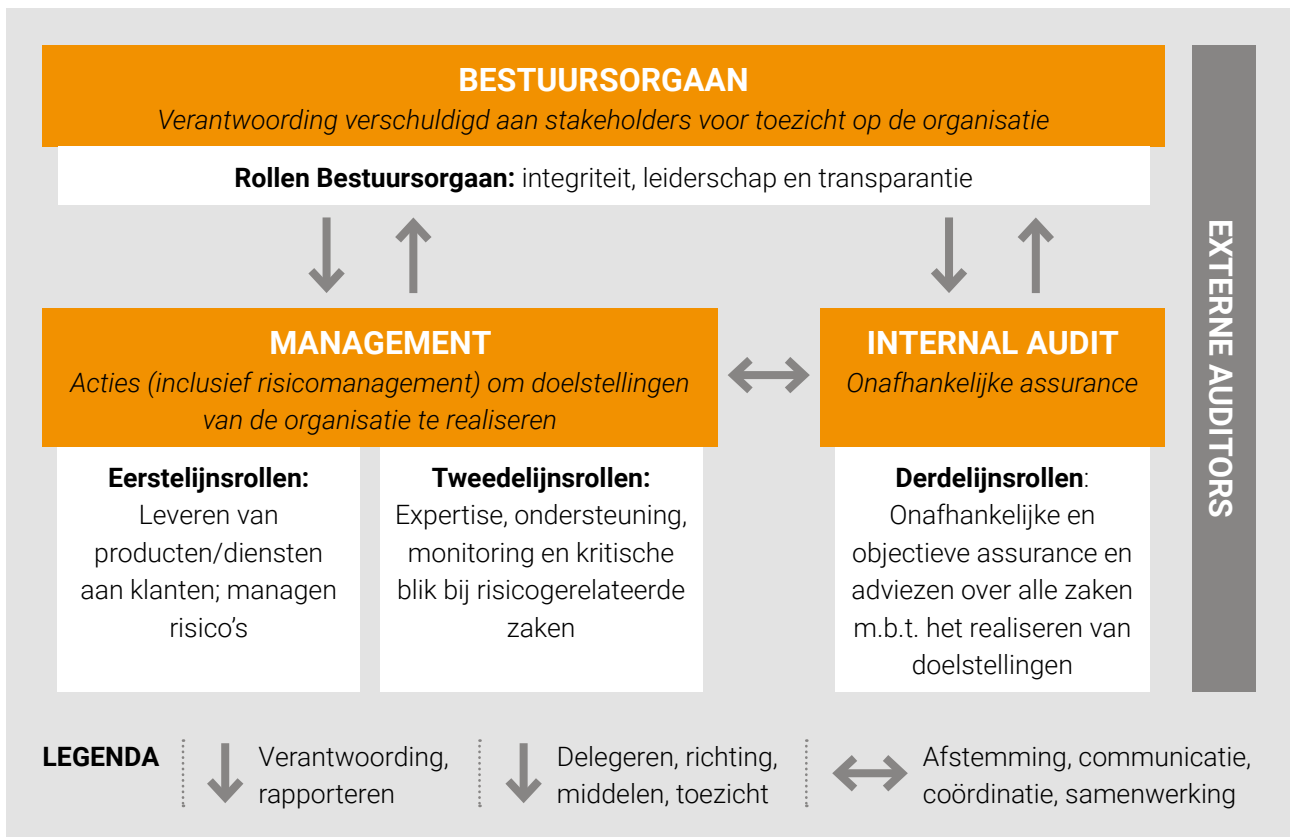 BESTUURSORGAAN
Verantwoording verschuldigd aan stakeholders voor toezicht op de organisatie
Rollen Bestuursorgaan: integriteit, leiderschap en transparantie
MANAGEMENT
Acties (inclusief risicomanagement) om doelstellingen
van de organisatie te realiseren
Eerstelijnsrollen:
Leveren van
producten/diensten
aan klanten; managen
risico’s
Tweedelijnsrollen:
Expertise, ondersteuning,
monitoring en kritische
blik bij risicogerelateerde
zaken
INTERNAL AUDIT
Onafhankelijke assurance
Derdelijnsrollen:
Onafhankelijke en
objectieve assurance en
adviezen over alle zaken
m.b.t. het realiseren van
doelstellingen
EXTERNE AUDITORS
LEGENDA
Verantwoording,
rapporteren
Delegeren, richting,
middelen, toezicht
Afstemming, communicatie,
coördinatie, samenwerking